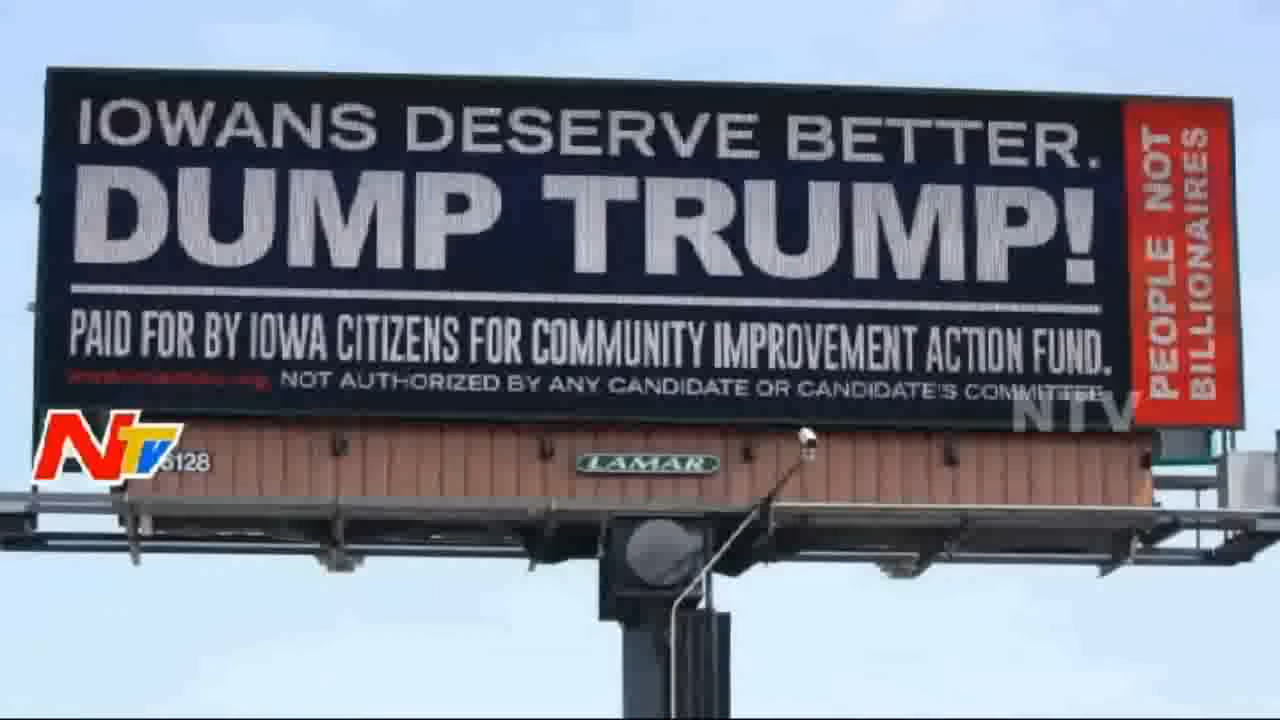 IOWANS DESERVE BETTER.
DUMP TRUMP!
PAID FOR BY IOWA CITIZENS FOR COMMUNITY IMPROVEMENT ACTION FUND.
NOT AUTHORIZED BY ANY CANDIDATE OR CANDIDATE'S COMMITTEE.
PEOPLE NOT
BILLIONAIRES
NTV
NTV
6128
LAMAR